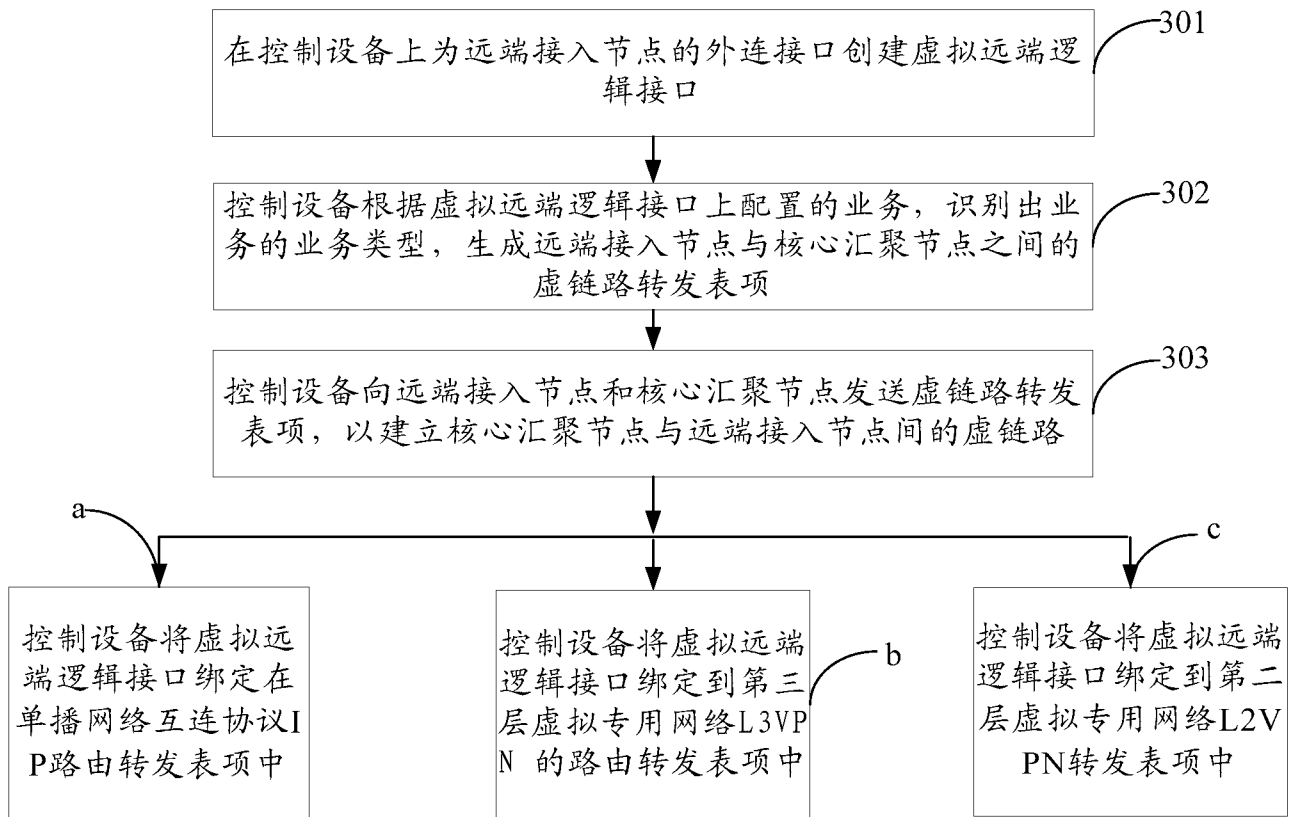 在控制设备上为远端接入节点的外连接口创建虚拟远端逻
辑接口
301
控制设备根据虚拟远端逻辑接口上配置的业务，识别出业
务的业务类型，生成远端接入节点与核心汇聚节点之间的
虚链路转发表项
302
控制设备向远端接入节点和核心汇聚节点发送虚链路转发
表项，以建立核心汇聚节点与远端接入节点间的虚链路
303
a
控制设备将虚拟远
端逻辑接口绑定在
单播网络互连协议I
P路由转发表项中
控制设备将虚拟远端
逻辑接口绑定到第三
层虚拟专用网络L3VP
N 的路由转发表项中
b
c
控制设备将虚拟远端
逻辑接口绑定到第二
层虚拟专用网络L2V
PN转发表项中